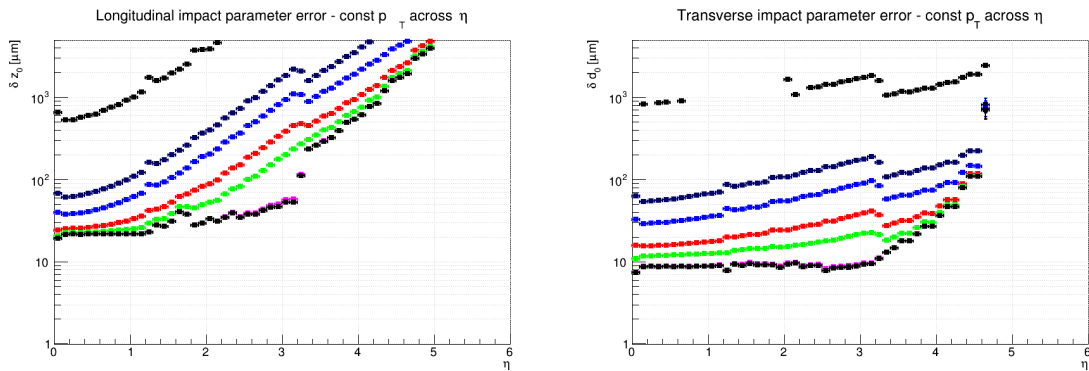 Longitudinal impact parameter error - const p T across η
δ z0 [μm]
10³
10²
10
1
0 1 2 3 4 5 6
η
Transverse impact parameter error - const pT across η
δ d0 [μm]
10³
10²
10
1
0 1 2 3 4 5 6
η